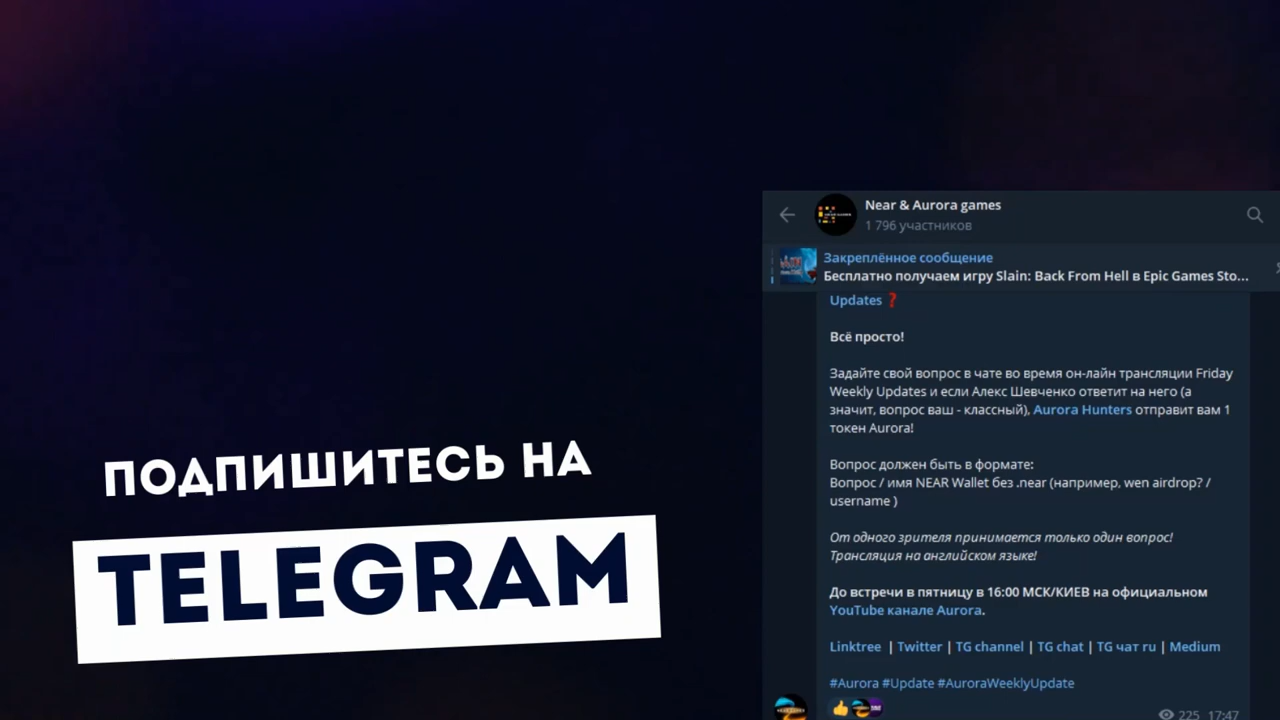 ПОДПИШИТЕСЬ НА
TELEGRAM
Near & Aurora games
1 796 участников
Закреплённое сообщение
Бесплатно получаем игру Slain: Back From Hell в Epic Games Sto...
Updates ❓
Всё просто!
Задайте свой вопрос в чате во время он-лайн трансляции Friday
Weekly Updates и если Алекс Шевченко ответит на него (а
значит, вопрос ваш - классный), Aurora Hunters отправит вам 1
токен Aurora!
Вопрос должен быть в формате:
Вопрос / имя NEAR Wallet без .near (например, wen airdrop? /
username )
От одного зрителя принимается только один вопрос!
Трансляция на английском языке!
До встречи в пятницу в 16:00 МСК/КИЕВ на официальном
YouTube канале Aurora.
Linktree | Twitter | TG channel | TG chat | TG чат ru | Medium
#Aurora #Update #AuroraWeeklyUpdate
225 17:47